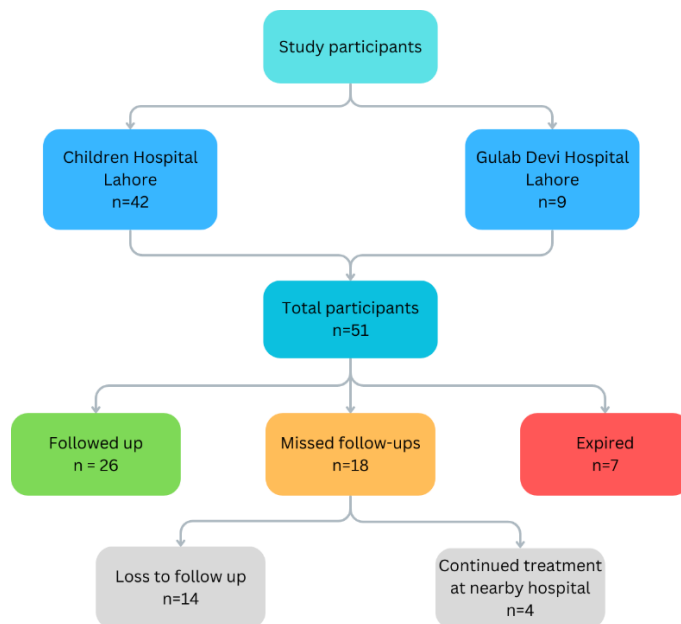 Study participants
Children Hospital
Lahore
n=42
Gulab Devi Hospital
Lahore
n=9
Total participants
n=51
Followed up
n = 26
Missed follow-ups
n=18
Expired
n=7
Loss to follow up
n=14
Continued treatment
at nearby hospital
n=4